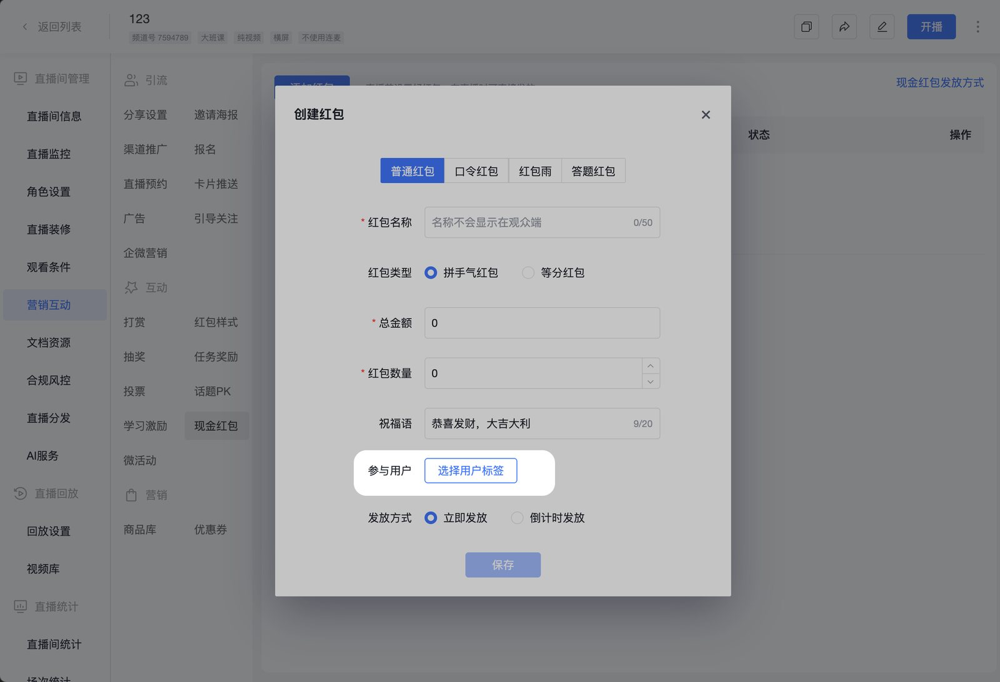 返回列表
123
频道号 7594789
大班课
纯视频
横屏
不使用连麦
开播
直播间管理
直播间信息
直播监控
角色设置
直播装修
观看条件
营销互动
文档资源
合规风控
直播分发
AI服务
直播回放
回放设置
视频库
直播统计
直播间统计
场次统计
引流
分享设置 邀请海报
渠道推广 报名
直播预约 卡片推送
广告 引导关注
企微营销
互动
打赏 红包样式
抽奖 任务奖励
投票 话题PK
学习激励 现金红包
微活动
营销
商品库 优惠券
添加红包
现金红包发放方式
状态 操作
创建红包
普通红包 口令红包 红包雨 答题红包
* 红包名称 名称不会显示在观众端 0/50
红包类型 拼手气红包 等分红包
* 总金额 0
* 红包数量 0
祝福语 恭喜发财，大吉大利 9/20
参与用户 选择用户标签
发放方式 立即发放 倒计时发放
保存